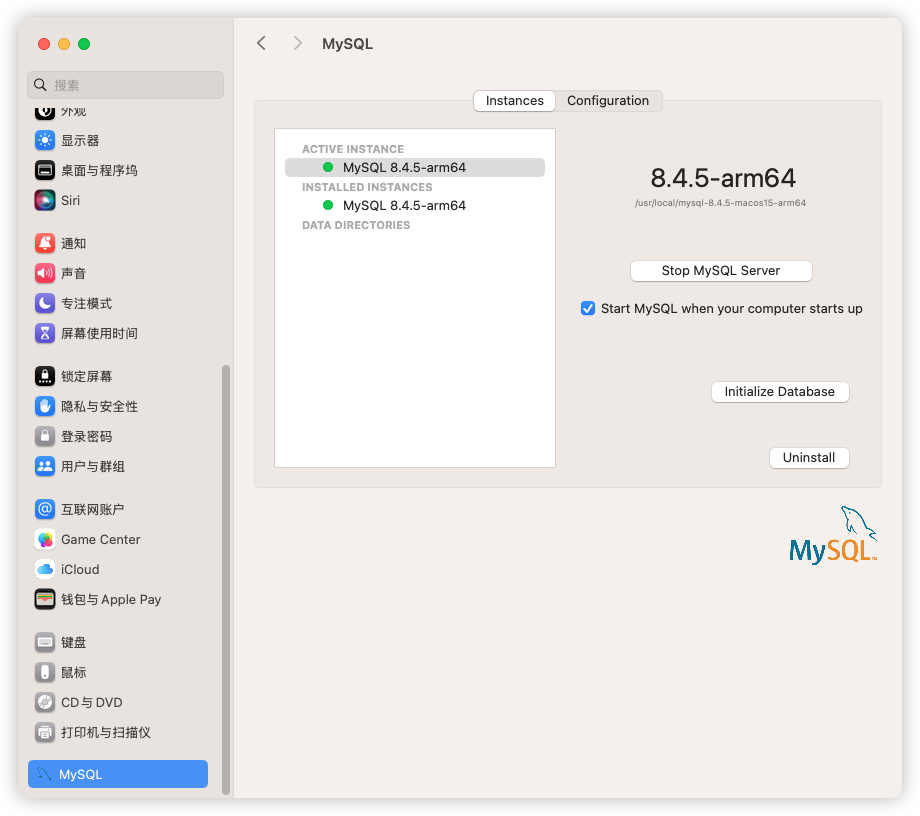 MySQL
搜索
外观
显示器
桌面与程序坞
Siri
通知
声音
专注模式
屏幕使用时间
锁定屏幕
隐私与安全性
登录密码
用户与群组
互联网账户
Game Center
iCloud
钱包与 Apple Pay
键盘
鼠标
CD 与 DVD
打印机与扫描仪
MySQL
Instances
Configuration
ACTIVE INSTANCE
MySQL 8.4.5-arm64
INSTALLED INSTANCES
MySQL 8.4.5-arm64
DATA DIRECTORIES
8.4.5-arm64
/usr/local/mysql-8.4.5-macos15-arm64
Stop MySQL Server
Start MySQL when your computer starts up
Initialize Database
Uninstall
MySQL™